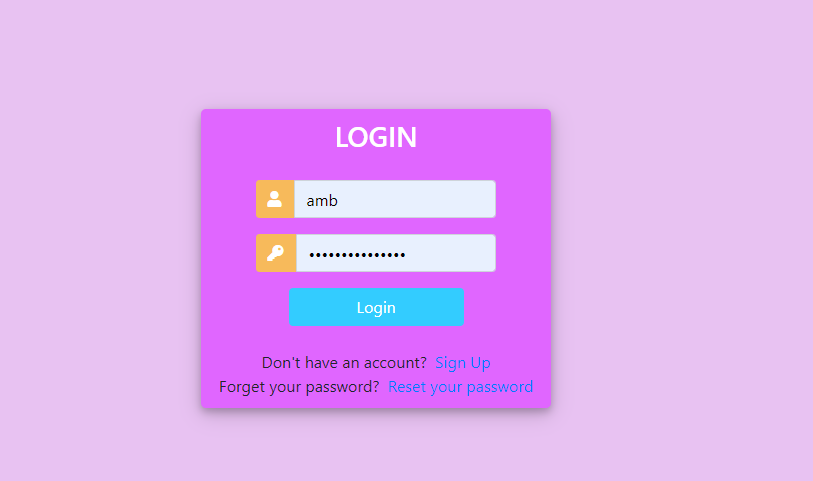 LOGIN
amb
•••••••••••••••
Login
Don't have an account? Sign Up
Forget your password? Reset your password